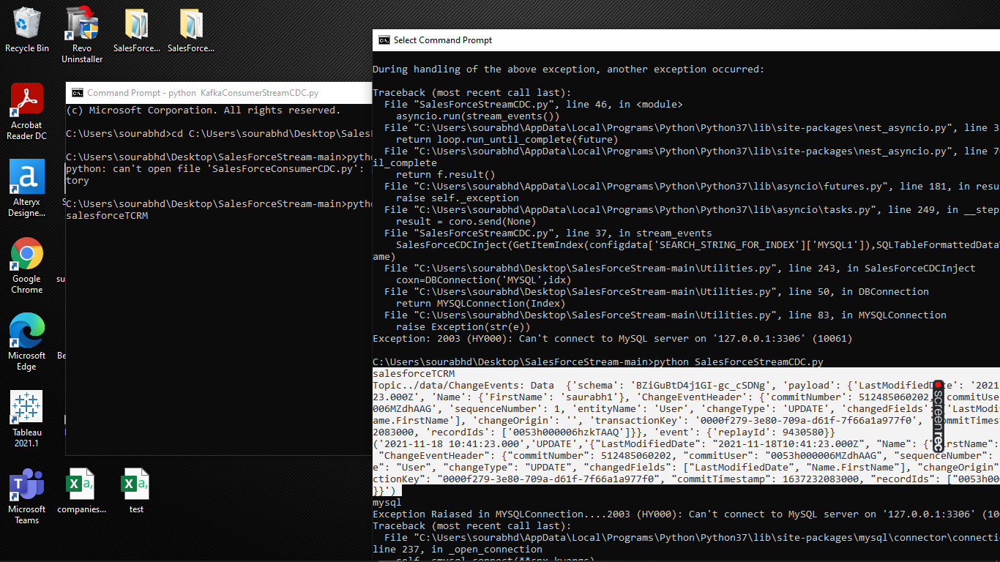 Recycle Bin
Revo
Uninstaller
SalesForce...
SalesForce...
Acrobat
Reader DC
Alteryx
Designe...
Google
Chrome
su
Microsoft
Edge
Be
Tableau
2021.1
Microsoft
Teams
companies...
test
Command Prompt - python  KafkaConsumerStreamCDC.py
(c) Microsoft Corporation. All rights reserved.
C:\Users\sourabhd>cd C:\Users\sourabhd\Desktop\SalesF
C:\Users\sourabhd\Desktop\SalesForceStream-main>pytho
python: can't open file 'SalesForceConsumerCDC.py':
tory
C:\Users\sourabhd\Desktop\SalesForceStream-main>pytho
salesforceTCRM
Select Command Prompt
During handling of the above exception, another exception occurred:
Traceback (most recent call last):
  File "SalesForceStreamCDC.py", line 46, in <module>
    asyncio.run(stream_events())
  File "C:\Users\sourabhd\AppData\Local\Programs\Python\Python37\lib\site-packages\nest_asyncio.py", line 3
    return loop.run_until_complete(future)
  File "C:\Users\sourabhd\AppData\Local\Programs\Python\Python37\lib\site-packages\nest_asyncio.py", line 7
il_complete
    return f.result()
  File "C:\Users\sourabhd\AppData\Local\Programs\Python\Python37\lib\asyncio\futures.py", line 181, in resu
    raise self._exception
  File "C:\Users\sourabhd\AppData\Local\Programs\Python\Python37\lib\asyncio\tasks.py", line 249, in __step
    result = coro.send(None)
  File "SalesForceStreamCDC.py", line 37, in stream_events
    SalesForceCDCInject(GetItemIndex(configdata['SEARCH_STRING_FOR_INDEX']['MYSQL1']),SQLTableFormattedData
ame)
  File "C:\Users\sourabhd\Desktop\SalesForceStream-main\Utilities.py", line 243, in SalesForceCDCInject
    coxn=DBConnection('MYSQL',idx)
  File "C:\Users\sourabhd\Desktop\SalesForceStream-main\Utilities.py", line 50, in DBConnection
    return MYSQLConnection(Index)
  File "C:\Users\sourabhd\Desktop\SalesForceStream-main\Utilities.py", line 83, in MYSQLConnection
    raise Exception(str(e))
Exception: 2003 (HY000): Can't connect to MySQL server on '127.0.0.1:3306' (10061)
C:\Users\sourabhd\Desktop\SalesForceStream-main>python SalesForceStreamCDC.py
salesforceTCRM
Topic../data/ChangeEvents: Data  {'schema': 'BZiGuBtD4j1GI-gc_cSDNg', 'payload': {'LastModifiedDate': '2021
23.000Z', 'Name': {'FirstName': 'saurabh1'}, 'ChangeEventHeader': {'commitNumber': 512485060202, 'commitUse
006MZdhAAG', 'sequenceNumber': 1, 'entityName': 'User', 'changeType': 'UPDATE', 'changedFields': ['LastModi
ame.FirstName'], 'changeOrigin': '', 'transactionKey': '0000f279-3e80-709a-d61f-7f66a1a977f0', 'commitTimest
2083000, 'recordIds': ['0053h000006hzkTAAQ']}}, 'event': {'replayId': 9430580}}
('2021-11-18 10:41:23.000','UPDATE','{"LastModifiedDate": "2021-11-18T10:41:23.000Z", "Name": {"FirstName":
 "ChangeEventHeader": {"commitNumber": 512485060202, "commitUser": "0053h000006MZdhAAG", "sequenceNumber":
e": "User", "changeType": "UPDATE", "changedFields": ["LastModifiedDate", "Name.FirstName"], "changeOrigin"
ctionKey": "0000f279-3e80-709a-d61f-7f66a1a977f0", "commitTimestamp": 1637232083000, "recordIds": ["0053h00
}}')
mysql
Exception Raiased in MYSQLConnection....2003 (HY000): Can't connect to MySQL server on '127.0.0.1:3306' (10
Traceback (most recent call last):
  File "C:\Users\sourabhd\AppData\Local\Programs\Python\Python37\lib\site-packages\mysql\connector\connecti
line 237, in _open_connection
    self._cmysql.connect(**cnx_kwargs)
screenrec